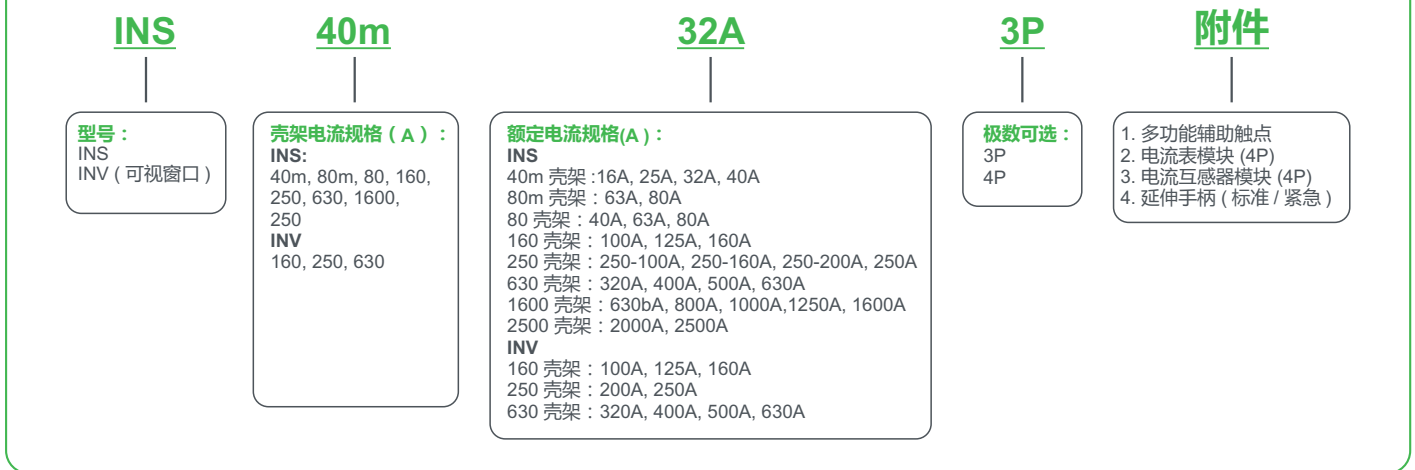 INS 40m 32A 3P 附件
型号：
INS
INV ( 可视窗口 )
壳架电流规格（A）：
INS:
40m, 80m, 80, 160,
250, 630, 1600,
250
INV
160, 250, 630
额定电流规格(A )：
INS
40m 壳架 :16A, 25A, 32A, 40A
80m 壳架：63A, 80A
80 壳架：40A, 63A, 80A
160 壳架：100A, 125A, 160A
250 壳架：250-100A, 250-160A, 250-200A, 250A
630 壳架：320A, 400A, 500A, 630A
1600 壳架：630bA, 800A, 1000A,1250A, 1600A
2500 壳架：2000A, 2500A
INV
160 壳架：100A, 125A, 160A
250 壳架：200A, 250A
630 壳架：320A, 400A, 500A, 630A
极数可选：
3P
4P
1. 多功能辅助触点
2. 电流表模块 (4P)
3. 电流互感器模块 (4P)
4. 延伸手柄 ( 标准 / 紧急 )